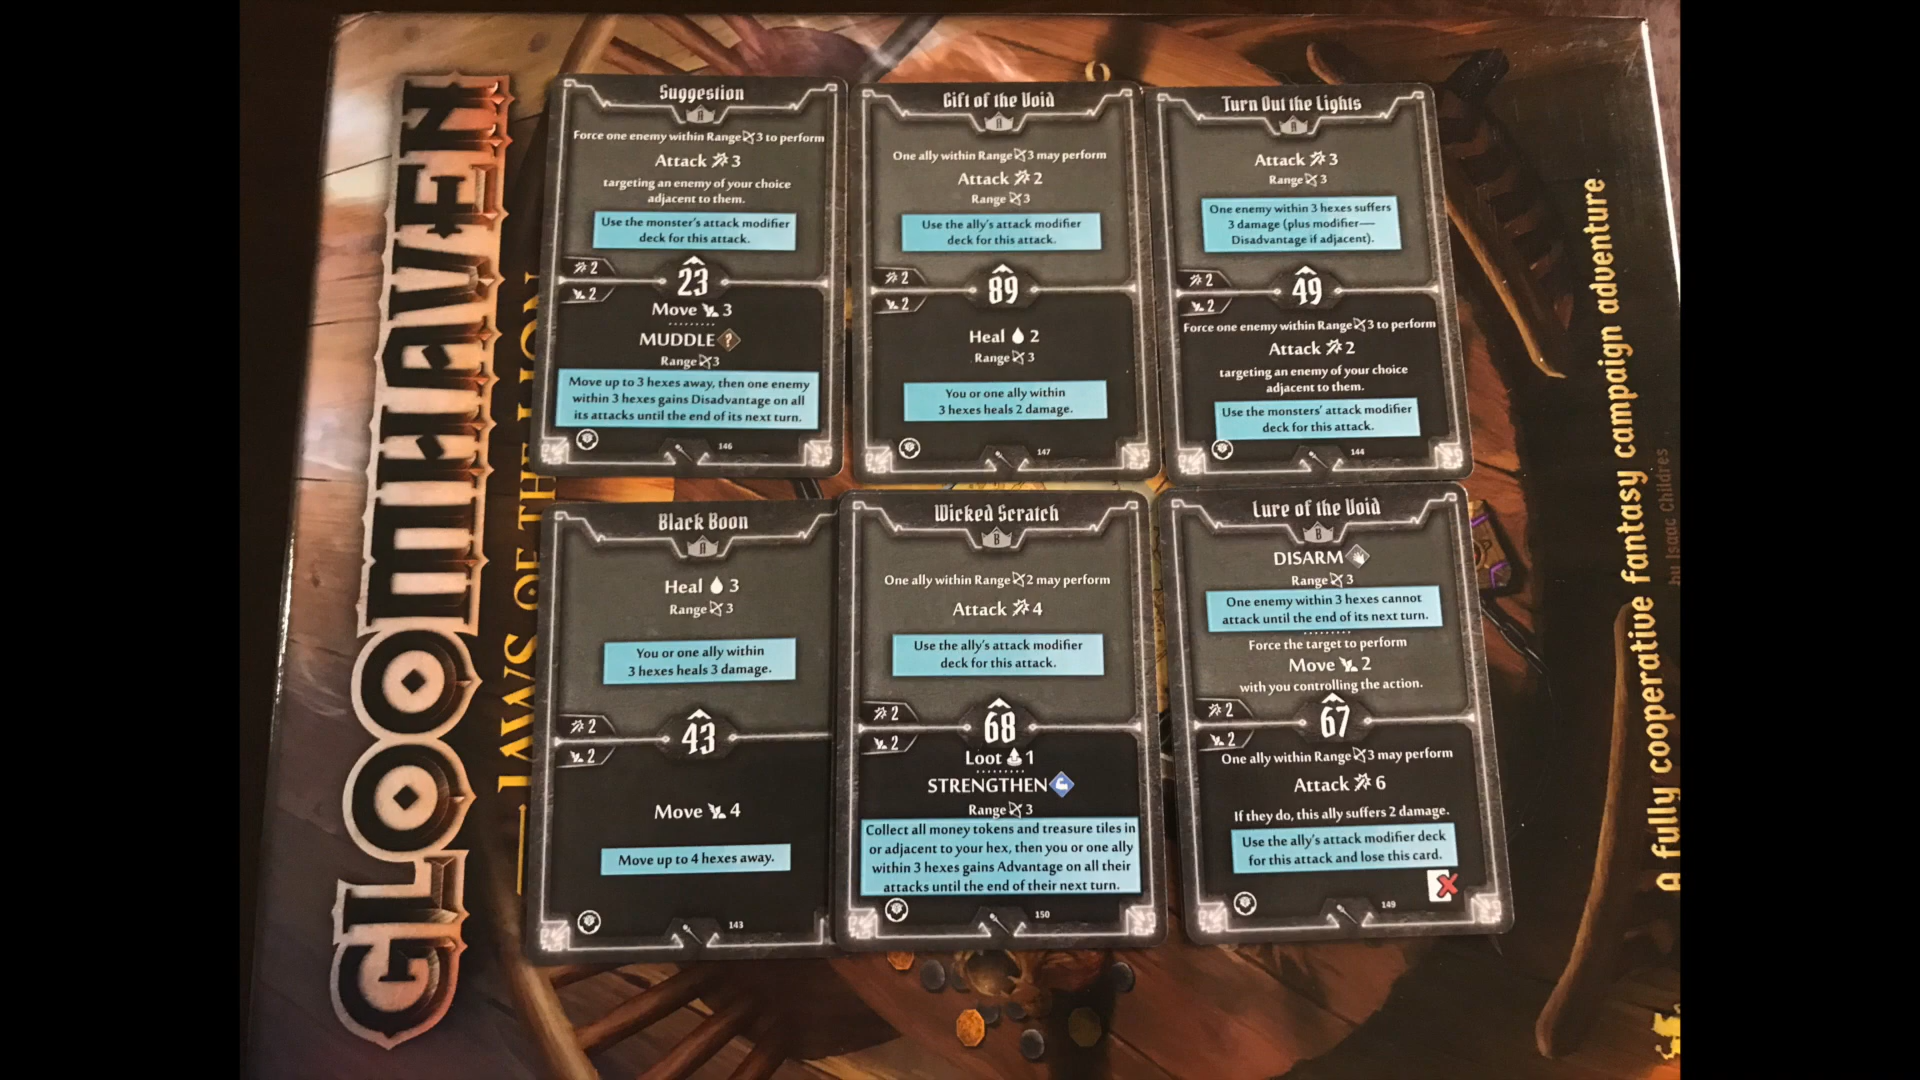 GLOOMHAVEN
JAWS OF THE LION
Suggestion
A
Force one enemy within Range 3 to perform
Attack 3
targeting an enemy of your choice
adjacent to them.
Use the monster's attack modifier
deck for this attack.
2
23
2
Move 3
MUDDLE ?
Range 3
Move up to 3 hexes away, then one enemy
within 3 hexes gains Disadvantage on all
its attacks until the end of its next turn.
146
Gift of the Void
A
One ally within Range 3 may perform
Attack 2
Range 3
Use the ally's attack modifier
deck for this attack.
2
89
2
Heal 2
Range 3
You or one ally within
3 hexes heals 2 damage.
147
Turn Out the Lights
A
Attack 3
Range 3
One enemy within 3 hexes suffers
3 damage (plus modifier—
Disadvantage if adjacent).
2
49
2
Force one enemy within Range 3 to perform
Attack 2
targeting an enemy of your choice
adjacent to them.
Use the monsters' attack modifier
deck for this attack.
144
Black Boon
A
Heal 3
Range 3
You or one ally within
3 hexes heals 3 damage.
2
43
2
Move 4
Move up to 4 hexes away.
143
Wicked Scratch
B
One ally within Range 2 may perform
Attack 4
Use the ally's attack modifier
deck for this attack.
2
68
2
Loot 1
STRENGTHEN
Range 3
Collect all money tokens and treasure tiles in
or adjacent to your hex, then you or one ally
within 3 hexes gains Advantage on all their
attacks until the end of their next turn.
150
Lure of the Void
B
DISARM
Range 3
One enemy within 3 hexes cannot
attack until the end of its next turn.
Force the target to perform
Move 2
with you controlling the action.
2
67
2
One ally within Range 3 may perform
Attack 6
If they do, this ally suffers 2 damage.
Use the ally's attack modifier deck
for this attack and lose this card.
149
A fully cooperative fantasy campaign adventure
by Isaac Childres